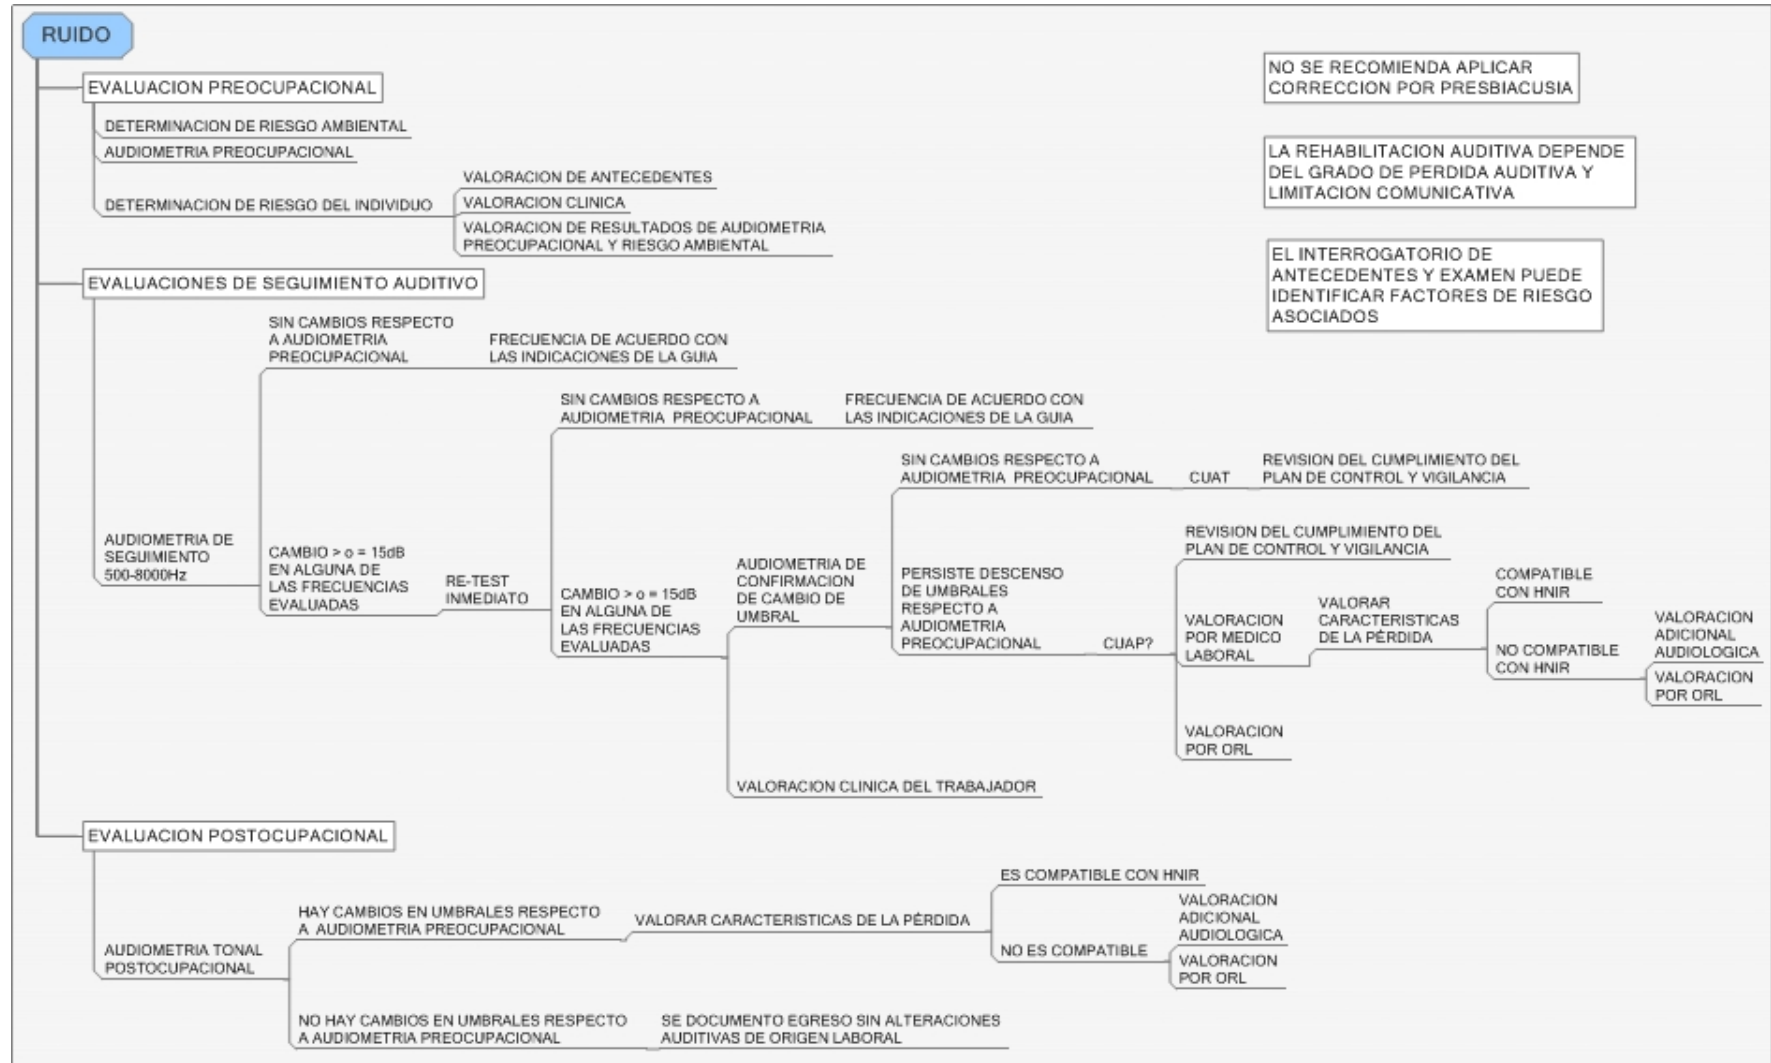 RUIDO
EVALUACION PREOCUPACIONAL
DETERMINACION DE RIESGO AMBIENTAL
AUDIOMETRIA PREOCUPACIONAL
DETERMINACION DE RIESGO DEL INDIVIDUO
VALORACION DE ANTECEDENTES
VALORACION CLINICA
VALORACION DE RESULTADOS DE AUDIOMETRIA
PREOCUPACIONAL Y RIESGO AMBIENTAL
NO SE RECOMIENDA APLICAR
CORRECCION POR PRESBIACUSIA
LA REHABILITACION AUDITIVA DEPENDE
DEL GRADO DE PERDIDA AUDITIVA Y
LIMITACION COMUNICATIVA
EL INTERROGATORIO DE
ANTECEDENTES Y EXAMEN PUEDE
IDENTIFICAR FACTORES DE RIESGO
ASOCIADOS
EVALUACIONES DE SEGUIMIENTO AUDITIVO
AUDIOMETRIA DE
SEGUIMIENTO
500-8000Hz
SIN CAMBIOS RESPECTO
A AUDIOMETRIA
PREOCUPACIONAL
FRECUENCIA DE ACUERDO CON
LAS INDICACIONES DE LA GUIA
CAMBIO > o = 15dB
EN ALGUNA DE
LAS FRECUENCIAS
EVALUADAS
RE-TEST
INMEDIATO
SIN CAMBIOS RESPECTO A
AUDIOMETRIA PREOCUPACIONAL
FRECUENCIA DE ACUERDO CON
LAS INDICACIONES DE LA GUIA
CAMBIO > o = 15dB
EN ALGUNA DE
LAS FRECUENCIAS
EVALUADAS
AUDIOMETRIA DE
CONFIRMACION
DE CAMBIO DE
UMBRAL
SIN CAMBIOS RESPECTO A
AUDIOMETRIA PREOCUPACIONAL
CUAT
REVISION DEL CUMPLIMIENTO DEL
PLAN DE CONTROL Y VIGILANCIA
PERSISTE DESCENSO
DE UMBRALES
RESPECTO A
AUDIOMETRIA
PREOCUPACIONAL
CUAP?
REVISION DEL CUMPLIMIENTO DEL
PLAN DE CONTROL Y VIGILANCIA
VALORACION
POR MEDICO
LABORAL
VALORAR
CARACTERISTICAS
DE LA PÉRDIDA
COMPATIBLE
CON HNIR
NO COMPATIBLE
CON HNIR
VALORACION
ADICIONAL
AUDIOLOGICA
VALORACION
POR ORL
VALORACION
POR ORL
VALORACION CLINICA DEL TRABAJADOR
EVALUACION POSTOCUPACIONAL
AUDIOMETRIA TONAL
POSTOCUPACIONAL
HAY CAMBIOS EN UMBRALES RESPECTO
A AUDIOMETRIA PREOCUPACIONAL
VALORAR CARACTERISTICAS DE LA PÉRDIDA
ES COMPATIBLE CON HNIR
NO ES COMPATIBLE
VALORACION
ADICIONAL
AUDIOLOGICA
VALORACION
POR ORL
NO HAY CAMBIOS EN UMBRALES RESPECTO
A AUDIOMETRIA PREOCUPACIONAL
SE DOCUMENTO EGRESO SIN ALTERACIONES
AUDITIVAS DE ORIGEN LABORAL